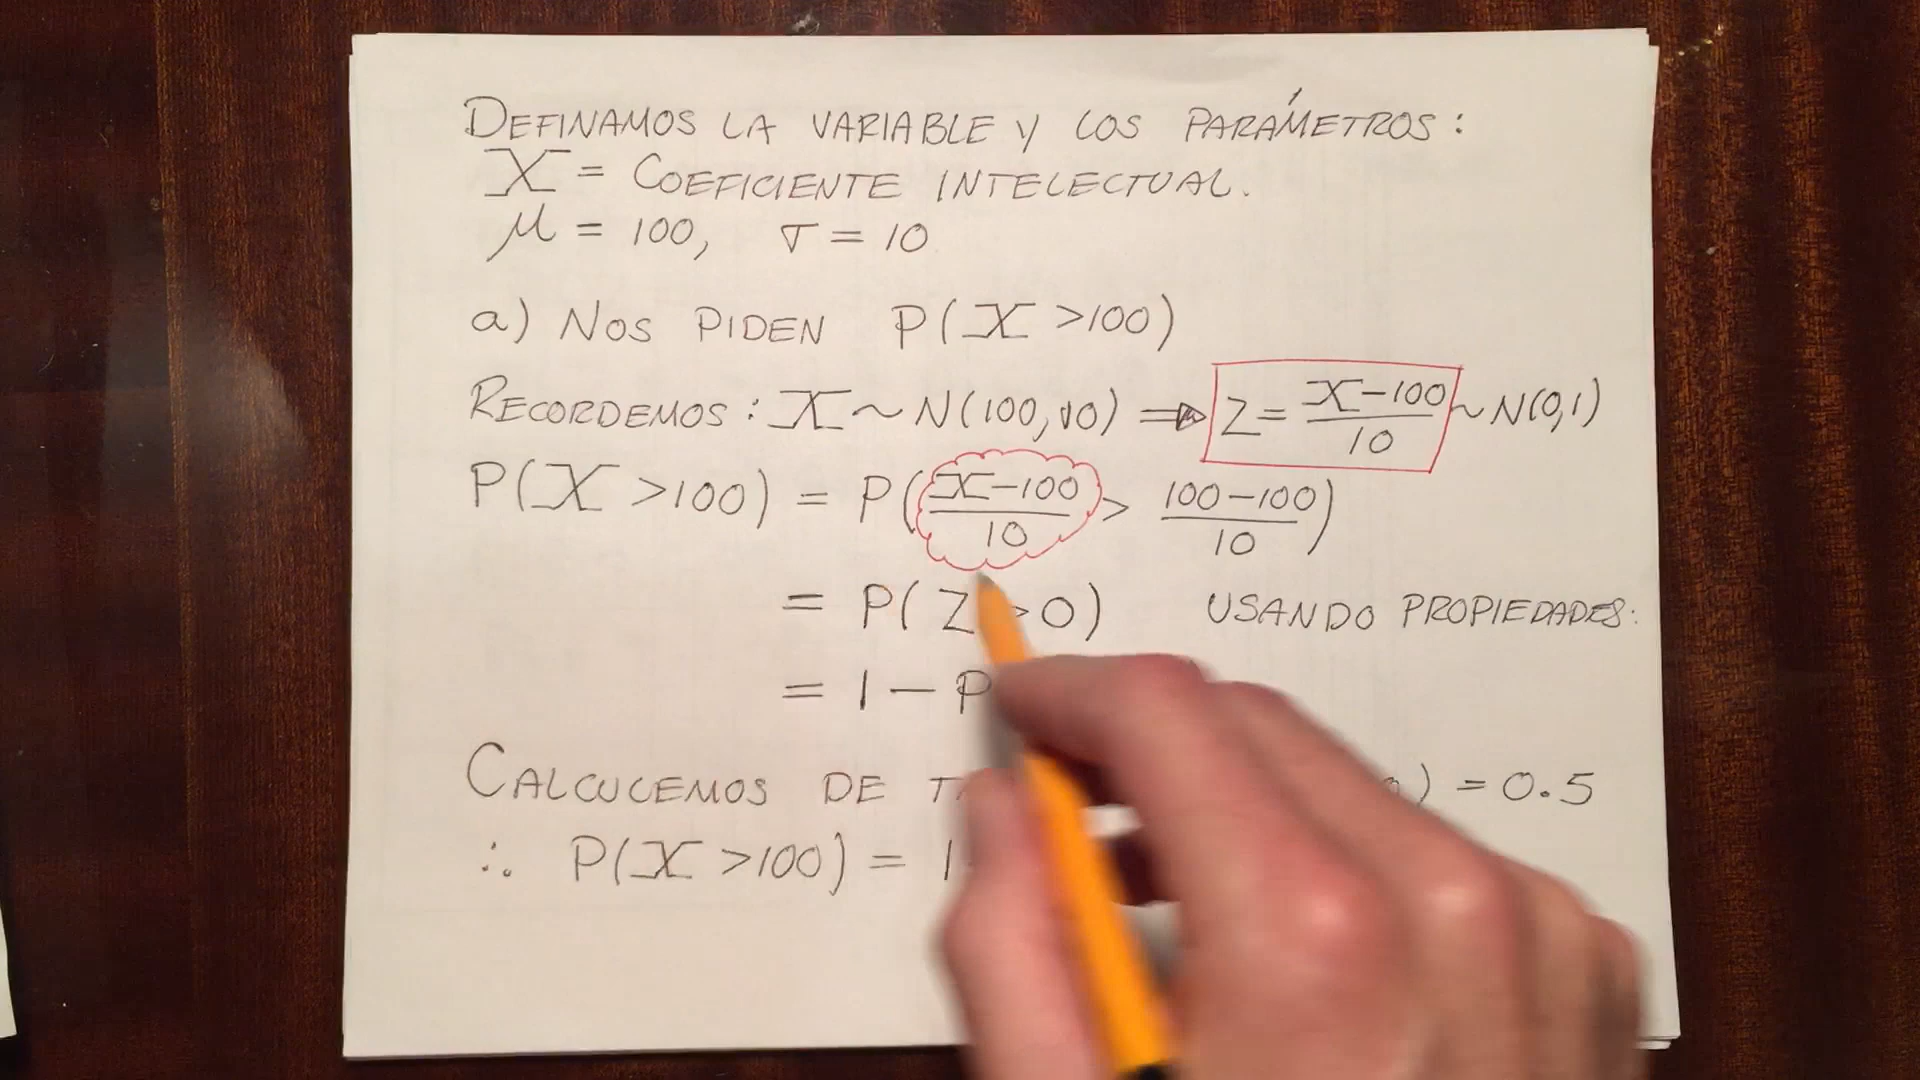 DEFINAMOS LA VARIABLE Y LOS PARÁMETROS:
X = COEFICIENTE INTELECTUAL.
μ = 100, σ = 10
a) NOS PIDEN P(X >100)
RECORDEMOS: X ~ N(100,10) ⇒ Z = (X-100)/10 ~ N(0,1)
P(X >100) = P((X-100)/10 > (100-100)/10)
= P(Z > 0) USANDO PROPIEDADES:
= 1 - P
CALCULEMOS DE ) = 0.5
∴ P(X >100) = 1